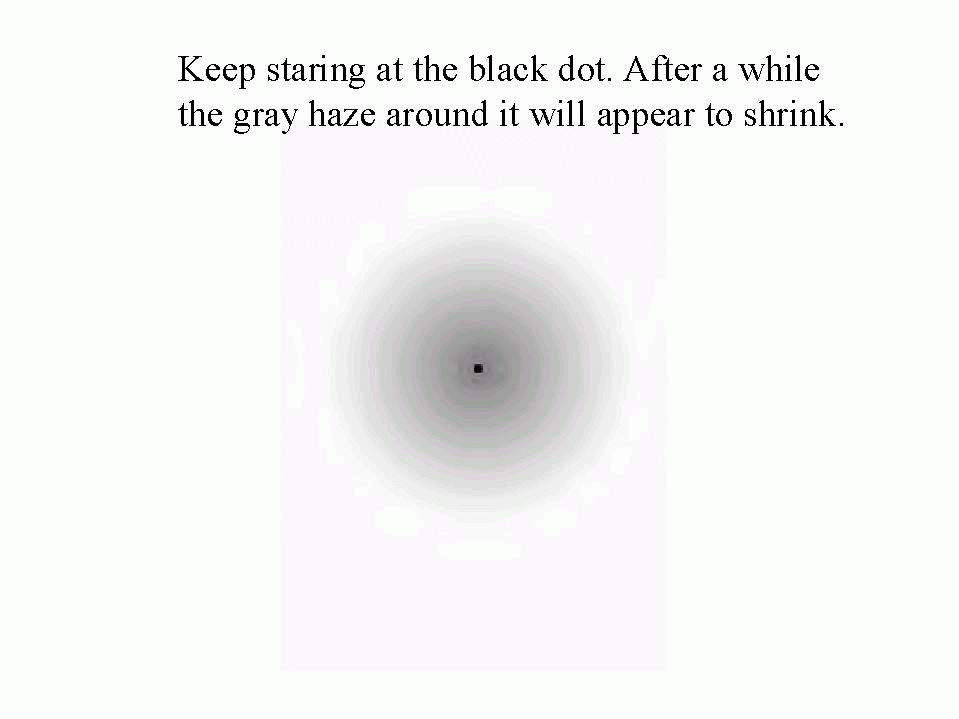 Keep staring at the black dot. After a while
the gray haze around it will appear to shrink.